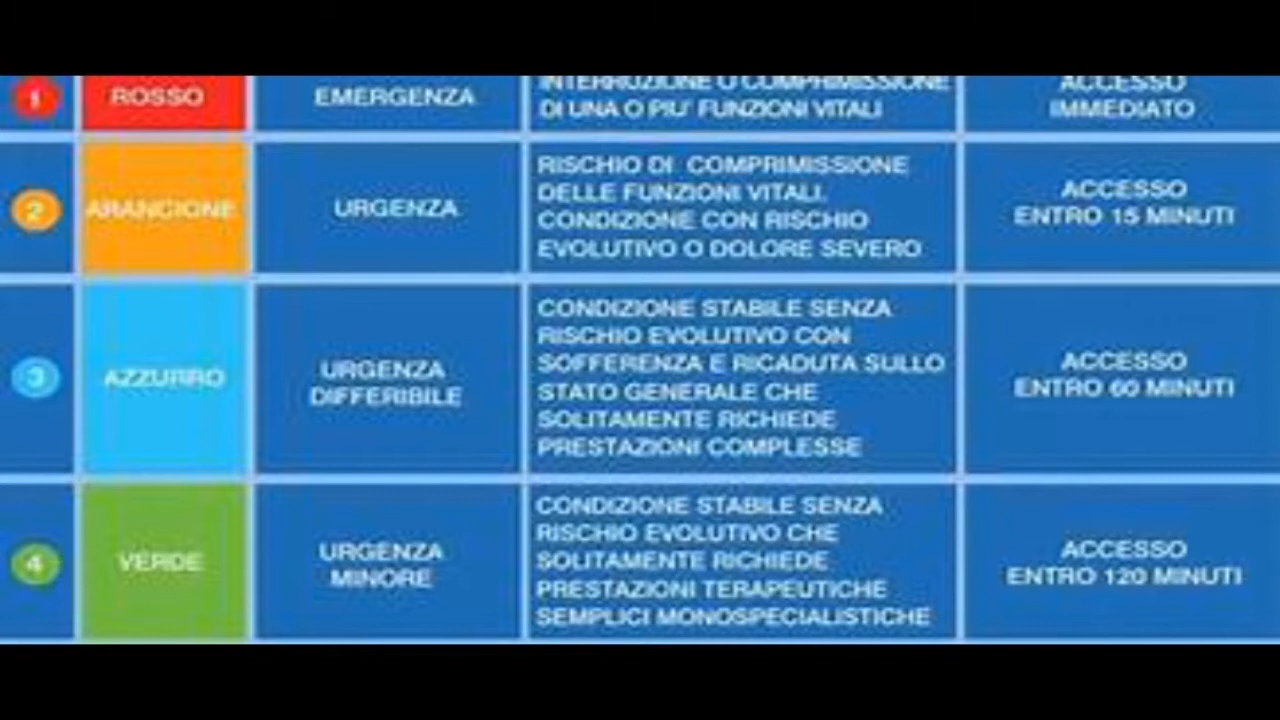 1
ROSSO
EMERGENZA
INTERRUZIONE O COMPRIMISSIONE
DI UNA O PIU' FUNZIONI VITALI
ACCESSO
IMMEDIATO
2
ARANCIONE
URGENZA
RISCHIO DI COMPRIMISSIONE
DELLE FUNZIONI VITALI.
CONDIZIONE CON RISCHIO
EVOLUTIVO O DOLORE SEVERO
ACCESSO
ENTRO 15 MINUTI
3
AZZURRO
URGENZA
DIFFERIBILE
CONDIZIONE STABILE SENZA
RISCHIO EVOLUTIVO CON
SOFFERENZA E RICADUTA SULLO
STATO GENERALE CHE
SOLITAMENTE RICHIEDE
PRESTAZIONI COMPLESSE
ACCESSO
ENTRO 60 MINUTI
4
VERDE
URGENZA
MINORE
CONDIZIONE STABILE SENZA
RISCHIO EVOLUTIVO CHE
SOLITAMENTE RICHIEDE
PRESTAZIONI TERAPEUTICHE
SEMPLICI MONOSPECIALISTICHE
ACCESSO
ENTRO 120 MINUTI